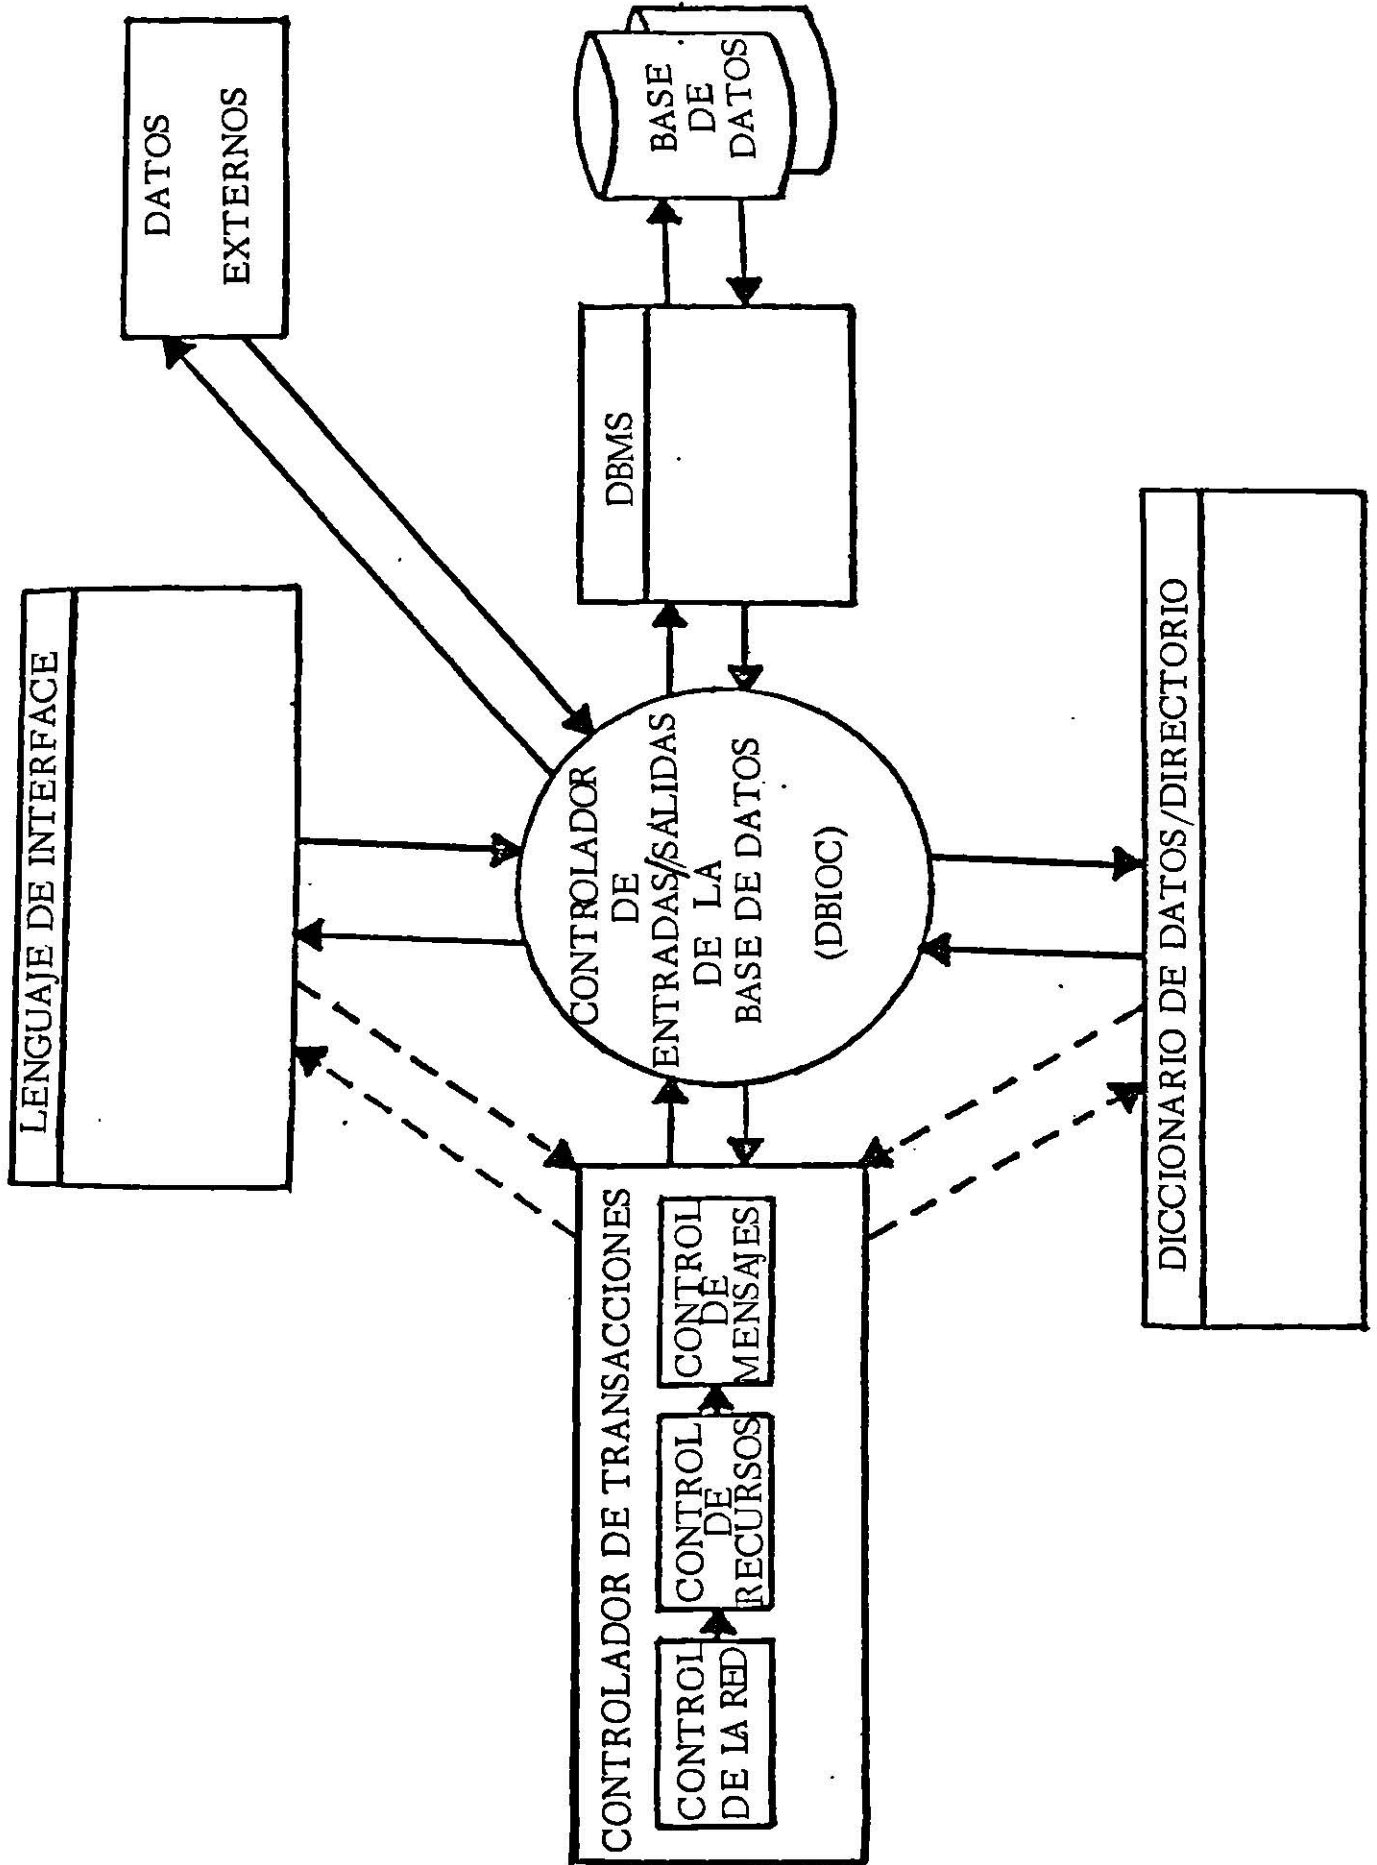 LENGUAJE DE INTERFACE
DATOS
EXTERNOS
CONTROLADOR DE TRANSACCIONES
CONTROL
DE LA RED
CONTROL
DE
RECURSOS
CONTROL
DE
MENSAJES
CONTROLADOR
DE
ENTRADAS/SALIDAS
DE LA
BASE DE DATOS
(DBIOC)
DBMS
BASE
DE
DATOS
DICCIONARIO DE DATOS/DIRECTORIO